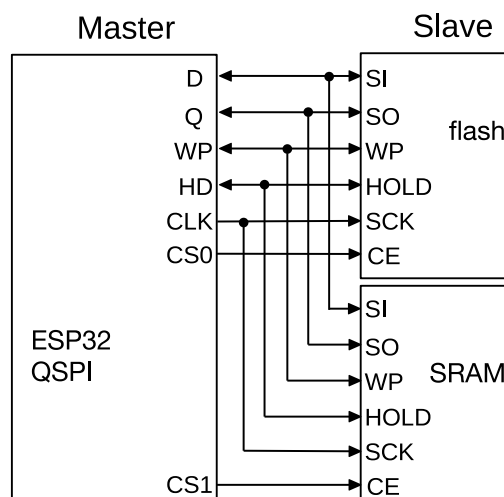 Master
Slave
D
Q
WP
HD
CLK
CS0
ESP32
QSPI
CS1
SI
SO
WP
HOLD
SCK
CE
flash
SI
SO
WP
HOLD
SCK
CE
SRAM